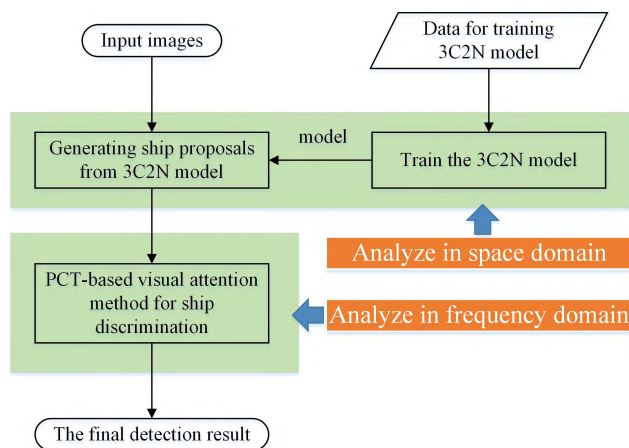 Input images
Data for training
3C2N model
Generating ship proposals
from 3C2N model
model
Train the 3C2N model
Analyze in space domain
PCT-based visual attention
method for ship
discrimination
Analyze in frequency domain
The final detection result